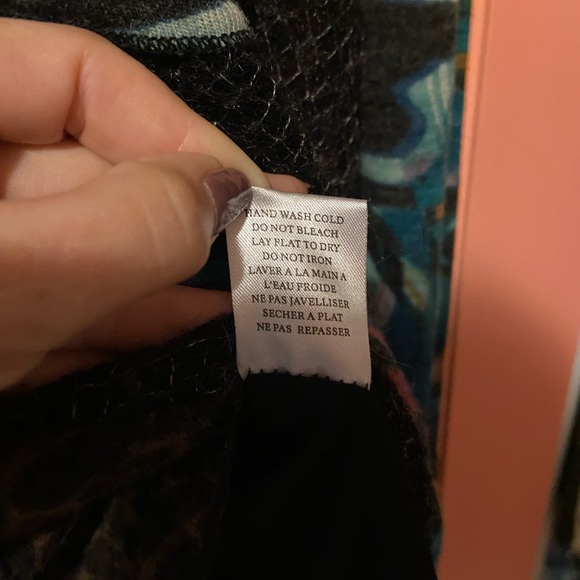 HAND WASH COLD
DO NOT BLEACH
LAY FLAT TO DRY
DO NOT IRON
LAVER A LA MAIN A
L'EAU FROIDE
NE PAS JAVELLISER
SECHER A PLAT
NE PAS REPASSER